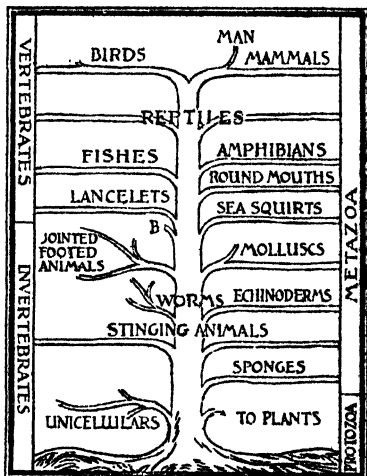 VERTEBRATES
INVERTEBRATES
MAN
BIRDS
MAMMALS
REPTILES
FISHES
AMPHIBIANS
ROUND MOUTHS
LANCELETS
SEA SQUIRTS
B
JOINTED
FOOTED
ANIMALS
MOLLUSCS
WORMS
ECHINODERMS
STINGING ANIMALS
SPONGES
UNICELLULARS
TO PLANTS
METAZOA
PROTOZOA